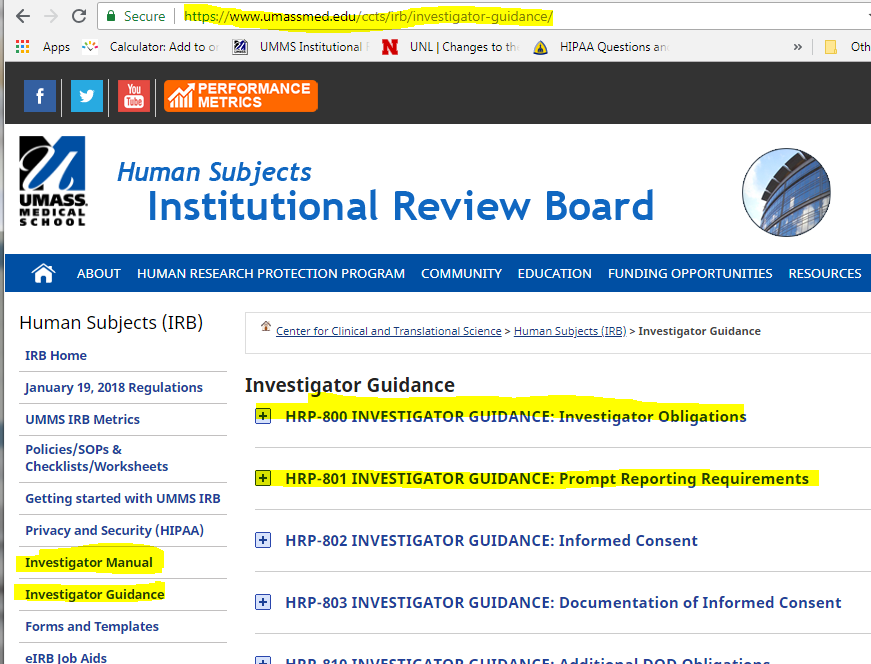 Secure https://www.umassmed.edu/ccts/irb/investigator-guidance/
Apps Calculator: Add to UMMS Institutional UNL | Changes to the HIPAA Questions » Oth
f You Tube PERFORMANCE
METRICS
UMASS.
MEDICAL
SCHOOL
Human Subjects
Institutional Review Board
ABOUT HUMAN RESEARCH PROTECTION PROGRAM COMMUNITY EDUCATION FUNDING OPPORTUNITIES RESOURCES
Human Subjects (IRB)
IRB Home
January 19, 2018 Regulations
UMMS IRB Metrics
Policies/SOPs &
Checklists/Worksheets
Getting started with UMMS IRB
Privacy and Security (HIPAA)
Investigator Manual
Investigator Guidance
Forms and Templates
eIRB Job Aids
Center for Clinical and Translational Science > Human Subjects (IRB) > Investigator Guidance
Investigator Guidance
HRP-800 INVESTIGATOR GUIDANCE: Investigator Obligations
HRP-801 INVESTIGATOR GUIDANCE: Prompt Reporting Requirements
HRP-802 INVESTIGATOR GUIDANCE: Informed Consent
HRP-803 INVESTIGATOR GUIDANCE: Documentation of Informed Consent
HRP-810 INVESTIGATOR GUIDANCE: Additional DOD Obligations